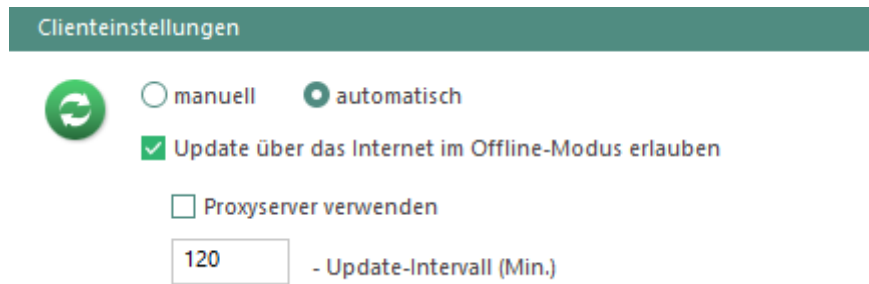 Clienteinstellungen
manuell automatisch
Update über das Internet im Offline-Modus erlauben
Proxyserver verwenden
120 - Update-Intervall (Min.)